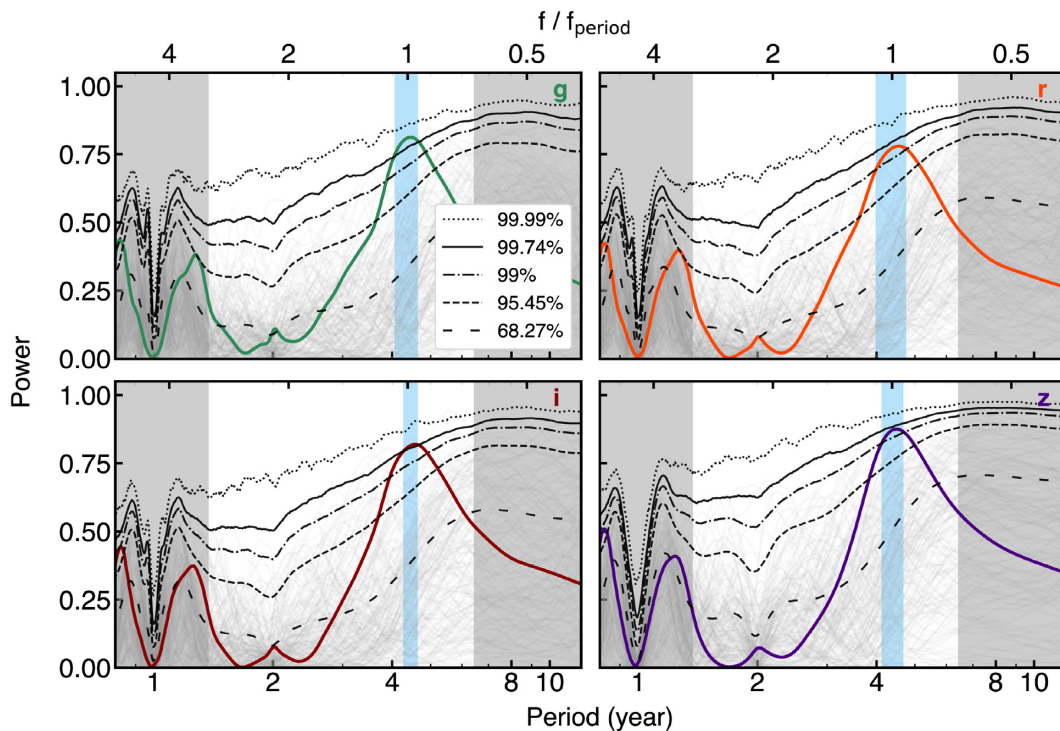 f / f_period
4 2 1 0.5 4 2 1 0.5
1.00 g r
0.75
0.50
0.25
0.00
99.99%
99.74%
99%
95.45%
68.27%
Power
1.00 i z
0.75
0.50
0.25
0.00
1 2 4 8 10 1 2 4 8 10
Period (year)